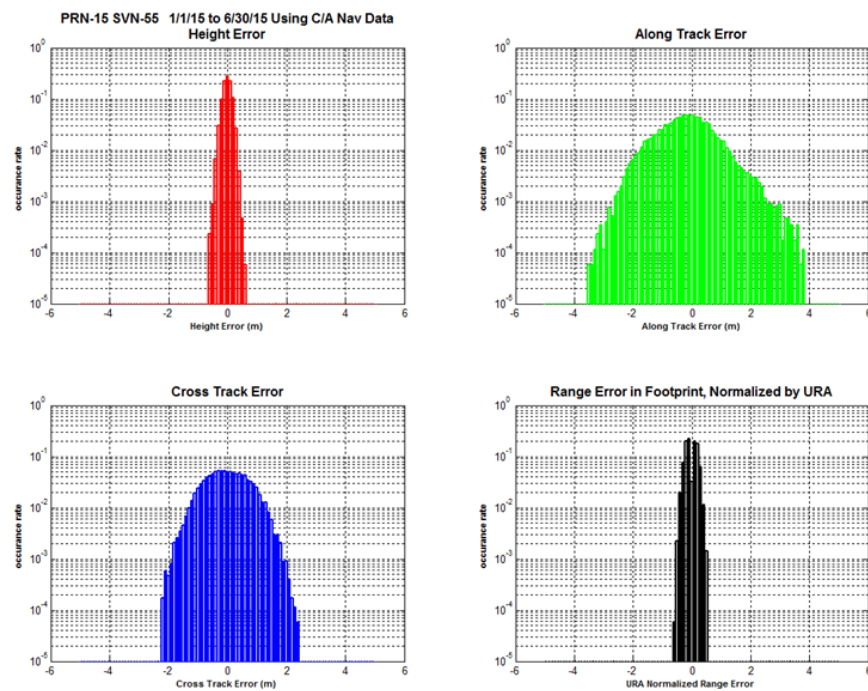 PRN-15 SVN-55   1/1/15 to 6/30/15 Using C/A Nav Data
Height Error
10^0
10^-1
10^-2
10^-3
10^-4
10^-5
occurance rate
-6 -4 -2 0 2 4 6
Height Error (m)
Along Track Error
10^0
10^-1
10^-2
10^-3
10^-4
10^-5
occurance rate
-6 -4 -2 0 2 4 6
Along Track Error (m)
Cross Track Error
10^0
10^-1
10^-2
10^-3
10^-4
10^-5
occurance rate
-6 -4 -2 0 2 4 6
Cross Track Error (m)
Range Error in Footprint, Normalized by URA
10^0
10^-1
10^-2
10^-3
10^-4
10^-5
occurance rate
-6 -4 -2 0 2 4 6
URA Normalized Range Error